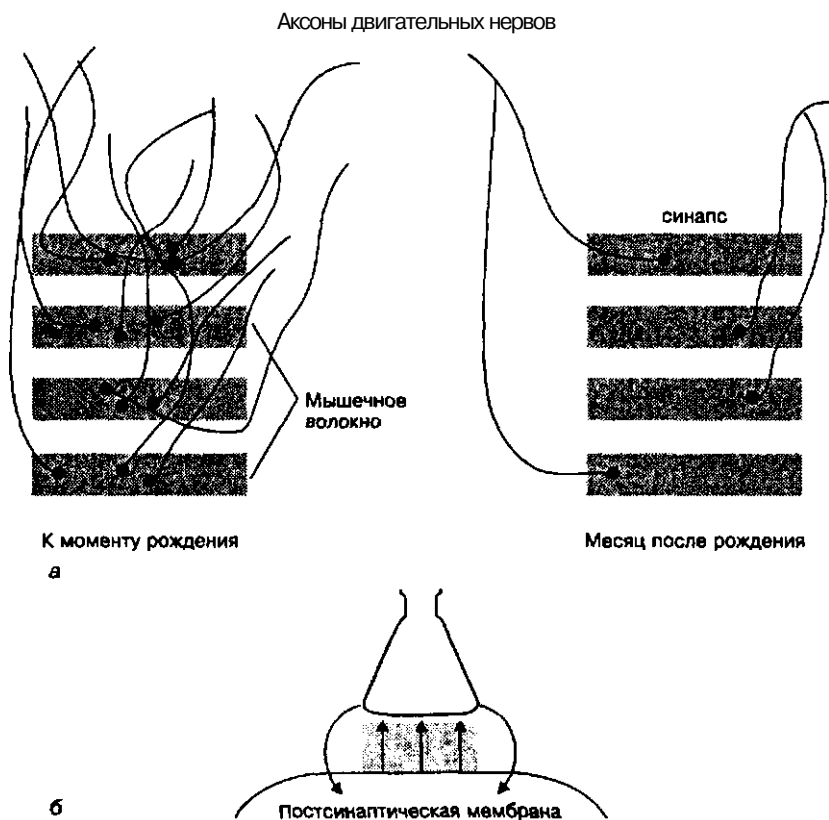 Аксоны двигательных нервов
синапс
Мышечное
волокно
К моменту рождения
Месяц после рождения
а
б
Постсинаптическая мембрана